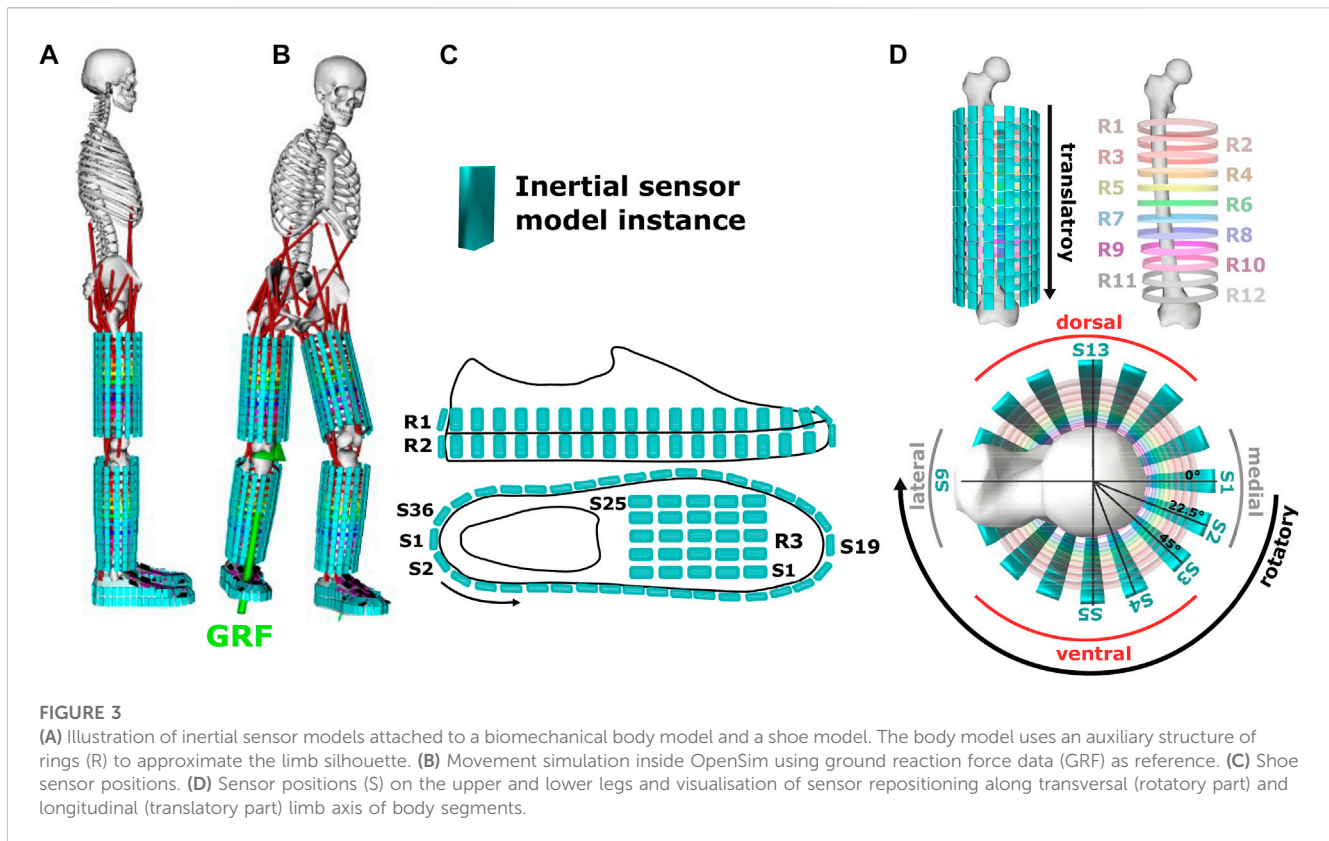 A
B
C
D
Inertial sensor
model instance
GRF
R1
R2
S36
S1
S2
S25
R3
S1
S19
translatroy
R1
R2
R3
R4
R5
R6
R7
R8
R9
R10
R11
R12
dorsal
S13
lateral
S9
0°
S1
medial
22.5°
S2
45°
S3
S4
S5
rotatory
ventral
FIGURE 3
(A) Illustration of inertial sensor models attached to a biomechanical body model and a shoe model. The body model uses an auxiliary structure of
rings (R) to approximate the limb silhouette. (B) Movement simulation inside OpenSim using ground reaction force data (GRF) as reference. (C) Shoe
sensor positions. (D) Sensor positions (S) on the upper and lower legs and visualisation of sensor repositioning along transversal (rotatory part) and
longitudinal (translatory part) limb axis of body segments.